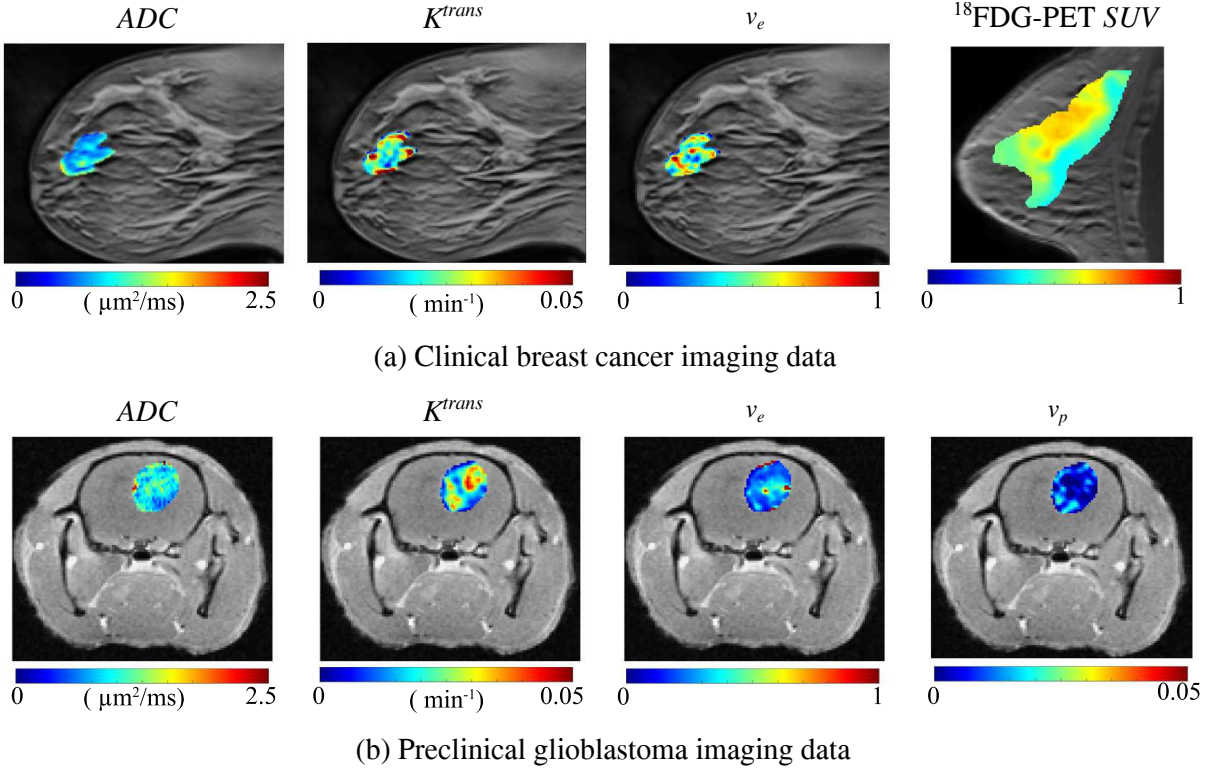 ADC K^trans v_e ¹⁸FDG-PET SUV
0 ( µm²/ms) 2.5 0 ( min⁻¹) 0.05 0 1 0 1
(a) Clinical breast cancer imaging data
ADC K^trans v_e v_p
0 ( µm²/ms) 2.5 0 ( min⁻¹) 0.05 0 1 0 0.05
(b) Preclinical glioblastoma imaging data